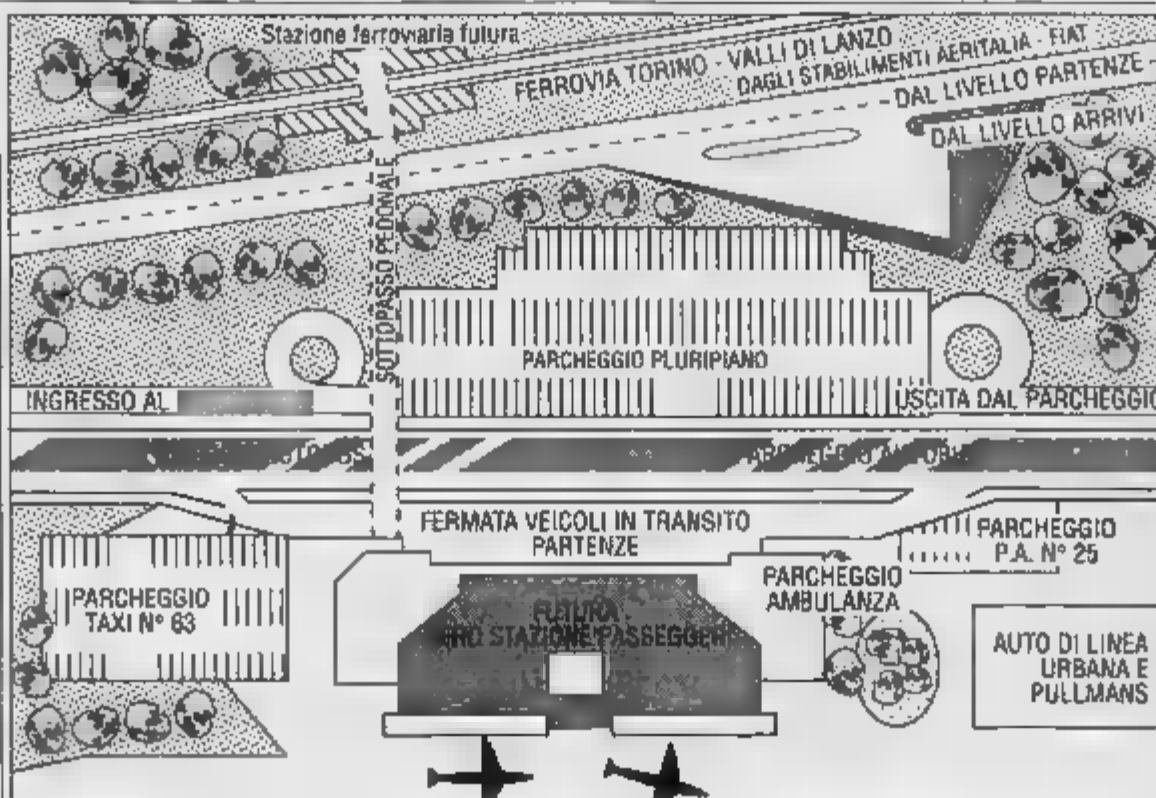 Stazione ferroviaria futura
FERROVIA TORINO - VALLI DI LANZO
DAGLI STABILIMENTI AERITALIA - FIAT
DAL LIVELLO PARTENZE
DAL LIVELLO ARRIVI
SOTTOPASSO PEDONALE
PARCHEGGIO PLURIPIANO
INGRESSO AL
USCITA DAL PARCHEGGIO
FERMATA VEICOLI IN TRANSITO
PARTENZE
PARCHEGGIO
P.A. Nº 25
PARCHEGGIO
TAXI Nº 63
PARCHEGGIO
AMBULANZA
FUTURA
STAZIONE PASSEGGERI
AUTO DI LINEA
URBANA E
PULLMANS